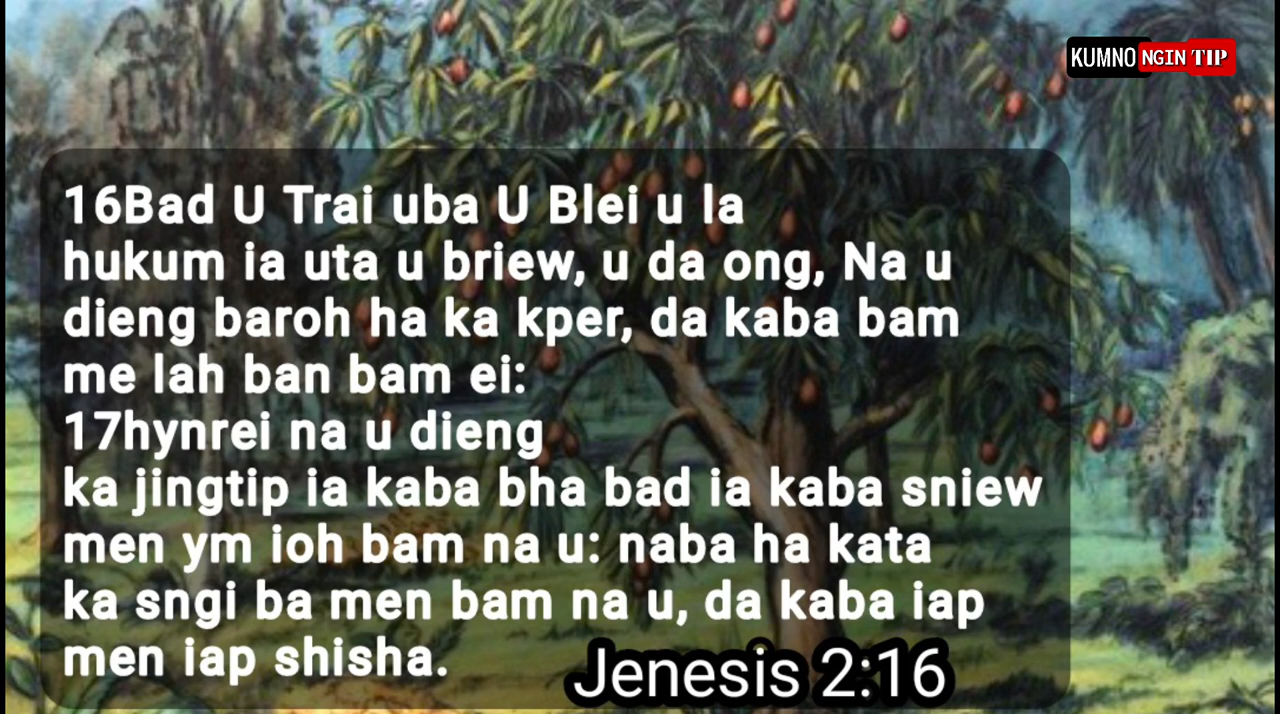 KUMNO NGIN TIP
16Bad U Trai uba U Blei u la
hukum ia uta u briew, u da ong, Na u
dieng baroh ha ka kper, da kaba bam
me lah ban bam ei:
17hynrei na u dieng
ka jingtip ia kaba bha bad ia kaba sniew
men ym ioh bam na u: naba ha kata
ka sngi ba men bam na u, da kaba iap
men iap shisha.
Jenesis 2:16